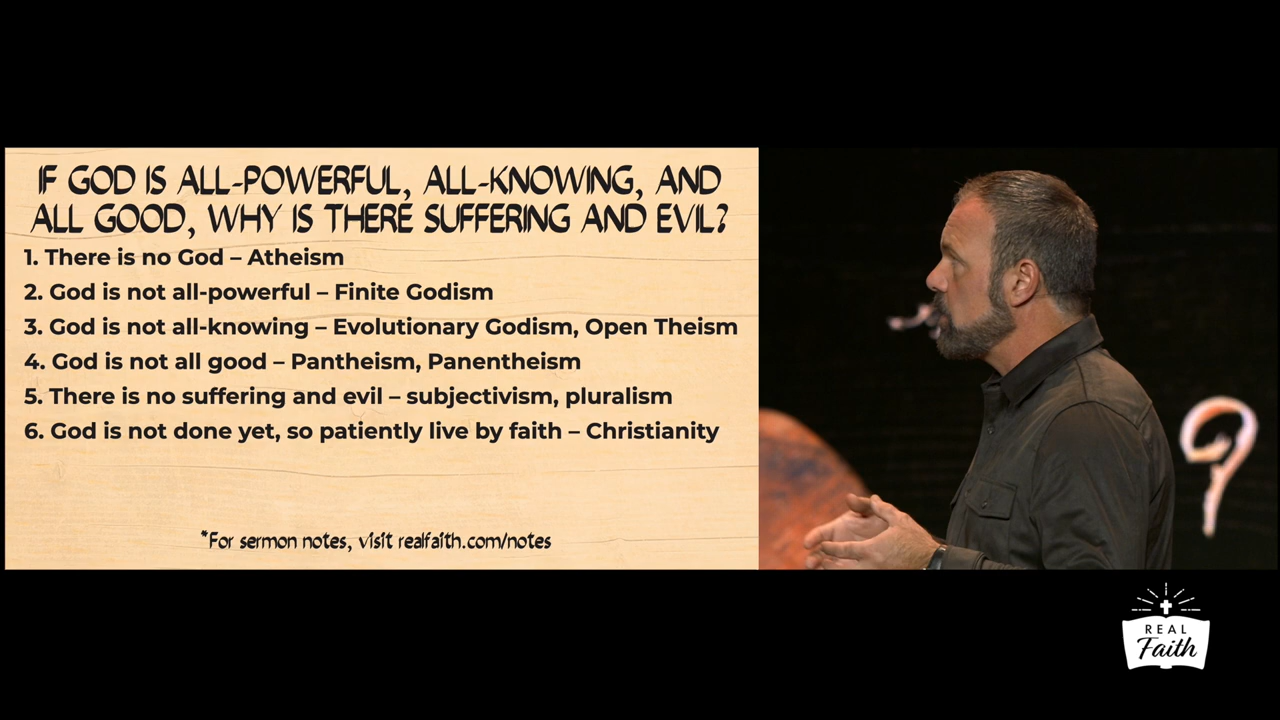 IF GOD IS ALL-POWERFUL, ALL-KNOWING, AND
ALL GOOD, WHY IS THERE SUFFERING AND EVIL?
1. There is no God – Atheism
2. God is not all-powerful – Finite Godism
3. God is not all-knowing – Evolutionary Godism, Open Theism
4. God is not all good – Pantheism, Panentheism
5. There is no suffering and evil – subjectivism, pluralism
6. God is not done yet, so patiently live by faith – Christianity
*For sermon notes, visit realfaith.com/notes
?
REAL
Faith